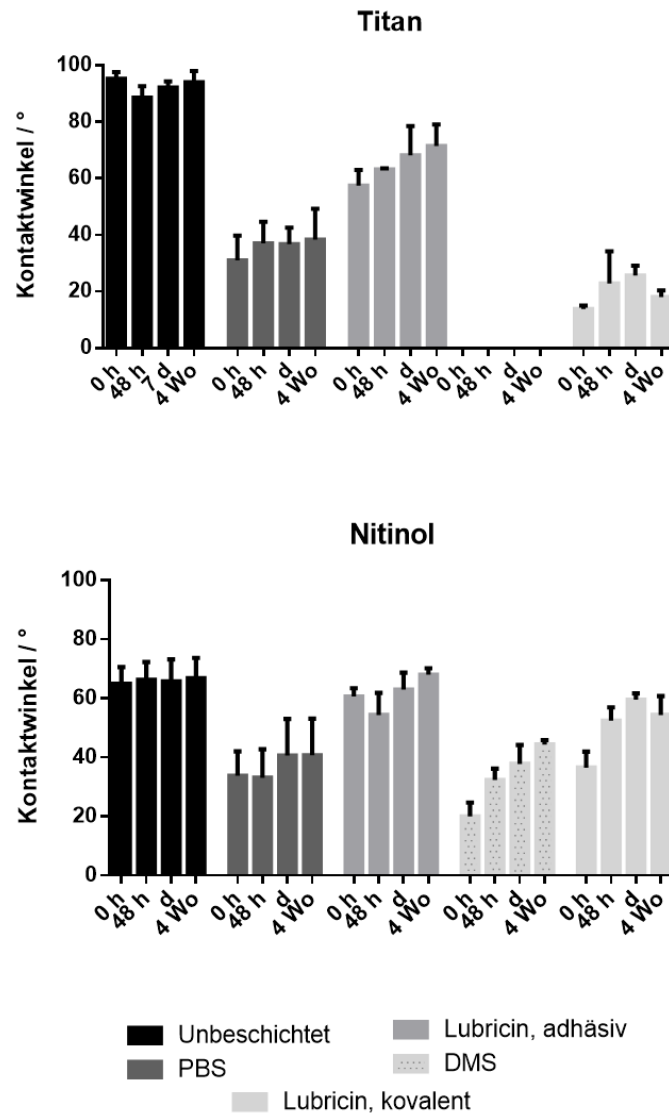 Titan
Kontaktwinkel / °
100
80
60
40
20
0
0 h 48 h 7 d 4 Wo 0 h 48 h d 4 Wo 0 h 48 h d 4 Wo 0 h 48 h d 4 Wo 0 h 48 h d 4 Wo
Nitinol
Kontaktwinkel / °
100
80
60
40
20
0
0 h 48 h d 4 Wo 0 h 48 h d 4 Wo 0 h 48 h d 4 Wo 0 h 48 h d 4 Wo 0 h 48 h d 4 Wo
Unbeschichtet Lubricin, adhäsiv
PBS DMS
Lubricin, kovalent